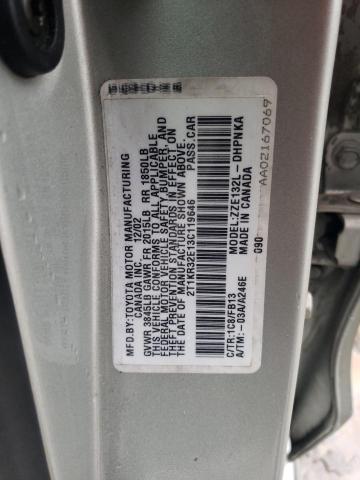 MFD.BY:TOYOTA MOTOR MANUFACTURING
CANADA INC. 12/02
GVWR 3845LB GAWR FR 2015LB RR 1850LB
THIS VEHICLE CONFORMS TO ALL APPLICABLE
FEDERAL MOTOR VEHICLE SAFETY, BUMPER, AND
THEFT PREVENTION STANDARDS IN EFFECT ON
THE DATE OF MANUFACTURE SHOWN ABOVE.
2T1KR32E13C119646 PASS.CAR
C/TR:1C8/FB13 MODEL:ZZE132L-DHPNKA
A/TM:-03A/A246E MADE IN CANADA
G90
AA02167069